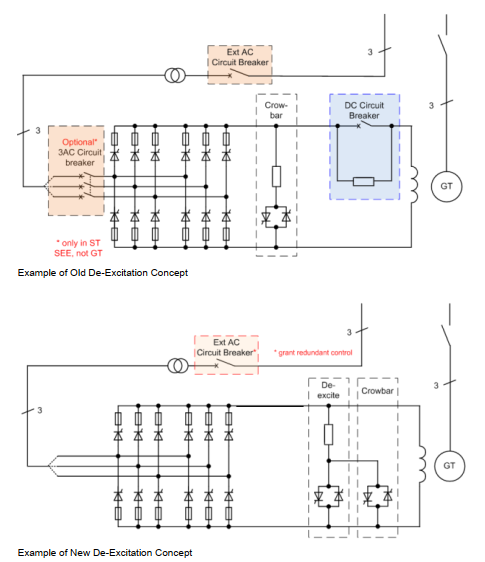 Ext AC
Circuit Breaker
3
3
3
Optional*
3AC Circuit
breaker
Crow-
bar
DC Circuit
Breaker
GT
* only in ST
SEE, not GT
Example of Old De-Excitation Concept
3
Ext AC
Circuit Breaker*
* grant redundant control
3
3
De-
excite
Crowbar
GT
Example of New De-Excitation Concept